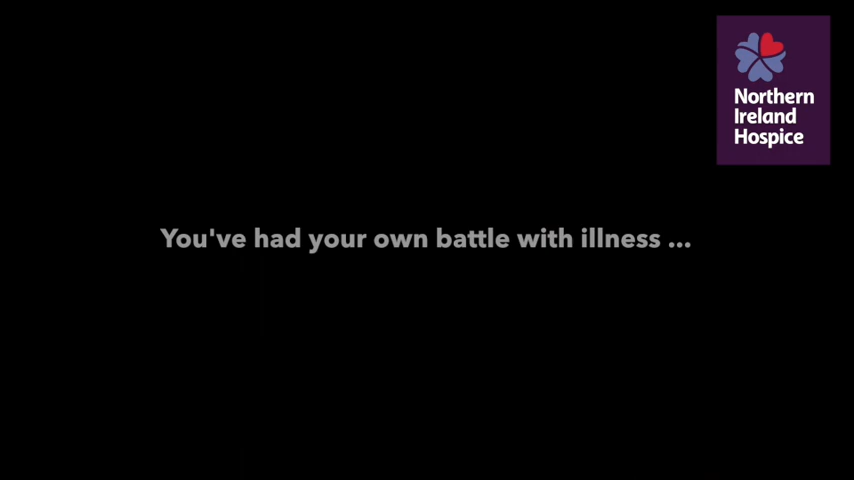 Northern
Ireland
Hospice
You've had your own battle with illness ...